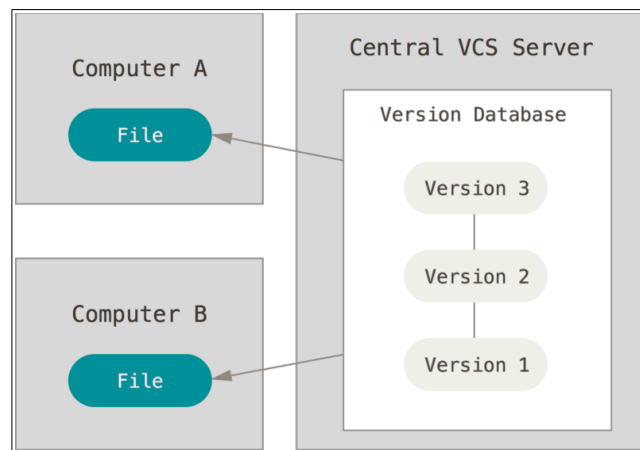 Computer A
File
Computer B
File
Central VCS Server
Version Database
Version 3
Version 2
Version 1